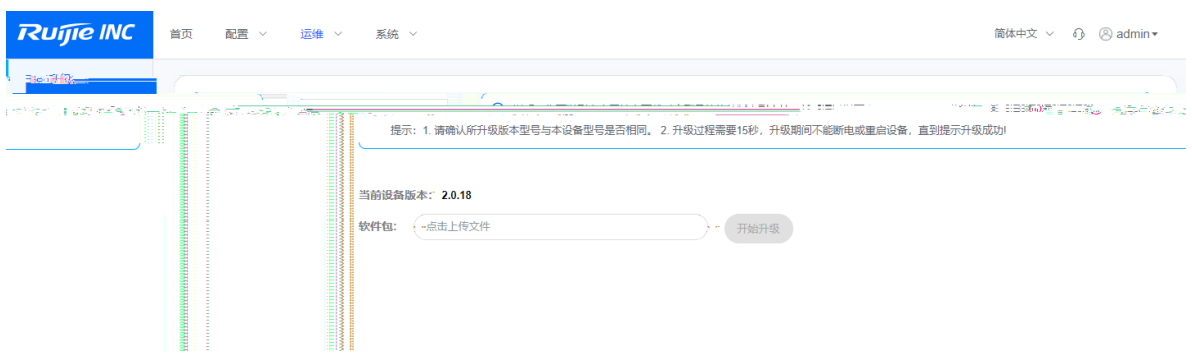 Ruijie INC 首页 配置 运维 系统 简体中文 admin
提示：1. 请确认所升级版本型号与本设备型号是否相同。 2. 升级过程需要15秒，升级期间不能断电或重启设备，直到提示升级成功!
当前设备版本： 2.0.18
软件包： 点击上传文件 开始升级